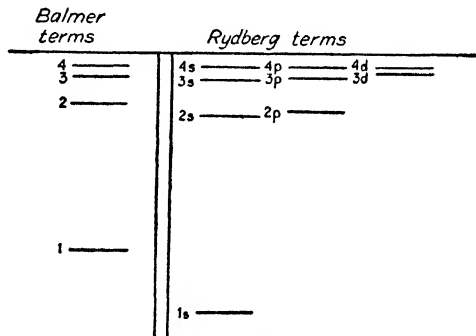 Balmer
terms
Rydberg terms
4 4s 4p 4d
3 3s 3p 3d
2 2s 2p
1
1s